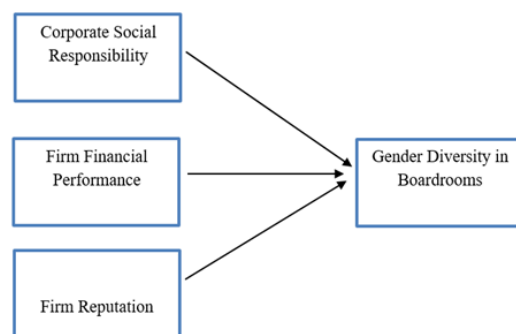 Corporate Social
Responsibility
Firm Financial
Performance
Gender Diversity in
Boardrooms
Firm Reputation